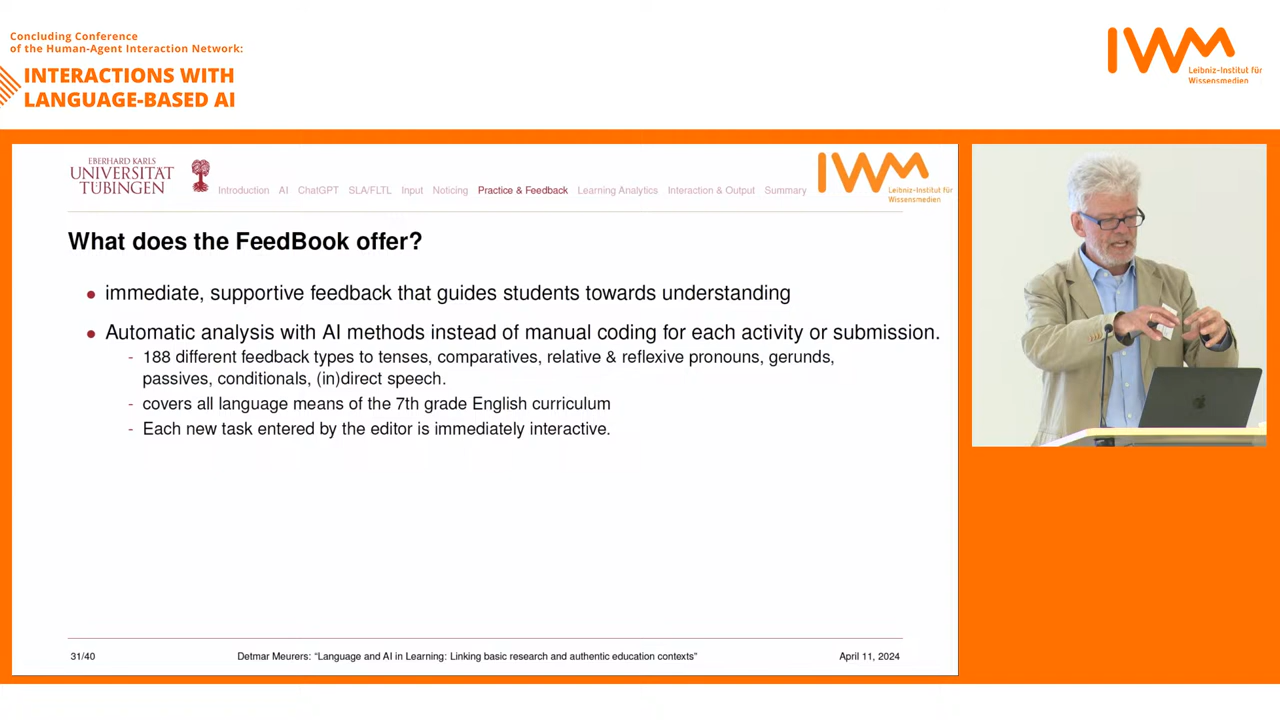 Concluding Conference
of the Human-Agent Interaction Network:
INTERACTIONS WITH
LANGUAGE-BASED AI
IWM
Leibniz-Institut für
Wissensmedien
EBERHARD KARLS
UNIVERSITÄT
TÜBINGEN
Introduction AI ChatGPT SLA/FLTL Input Noticing Practice & Feedback Learning Analytics Interaction & Output Summary
IWM
Leibniz-Institut für
Wissensmedien
What does the FeedBook offer?
• immediate, supportive feedback that guides students towards understanding
• Automatic analysis with AI methods instead of manual coding for each activity or submission.
- 188 different feedback types to tenses, comparatives, relative & reflexive pronouns, gerunds,
passives, conditionals, (in)direct speech.
- covers all language means of the 7th grade English curriculum
- Each new task entered by the editor is immediately interactive.
31/40
Detmar Meurers: “Language and AI in Learning: Linking basic research and authentic education contexts”
April 11, 2024